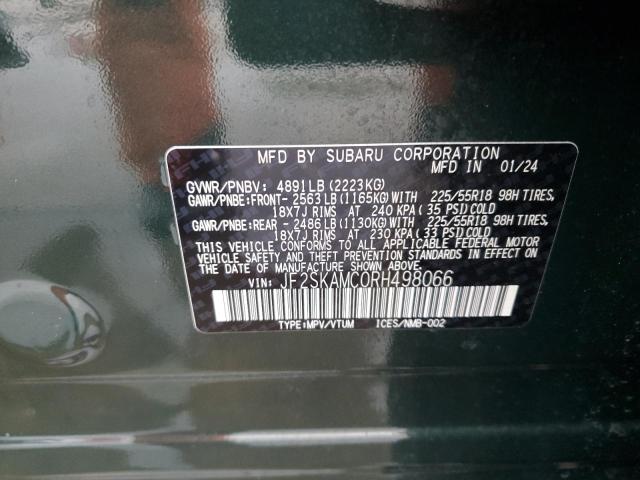 MFD BY SUBARU CORPORATION
MFD IN 01/24
GVWR/PNBV: 4891LB(2223KG)
GAWR/PNBE:FRONT- 2563LB(1165KG)WITH 225/55R18 98H TIRES,
18X7J RIMS AT 240 KPA(35 PSI)COLD
GAWR/PNBE:REAR - 2486LB(1130KG)WITH 225/55R18 98H TIRES,
18X7J RIMS AT 230 KPA(33 PSI)COLD
THIS VEHICLE CONFORMS TO ALL APPLICABLE FEDERAL MOTOR
VEHICLE SAFETY AND THEFT PREVENTION STANDARDS IN EFFECT ON
THE DATE OF MANUFACTURE SHOWN ABOVE.
VIN: JF2SKAMC0RH498066
TYPE:MPV/VTUM ICES/NMB-002